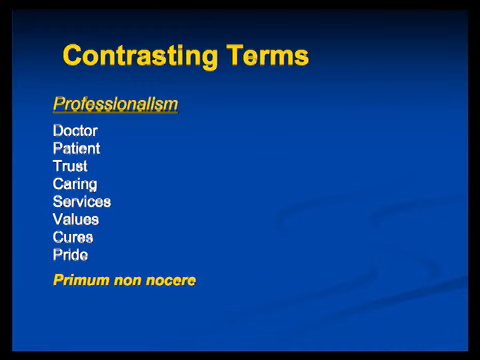 Contrasting Terms
Professionalism
Doctor
Patient
Trust
Caring
Services
Values
Cures
Pride
Primum non nocere